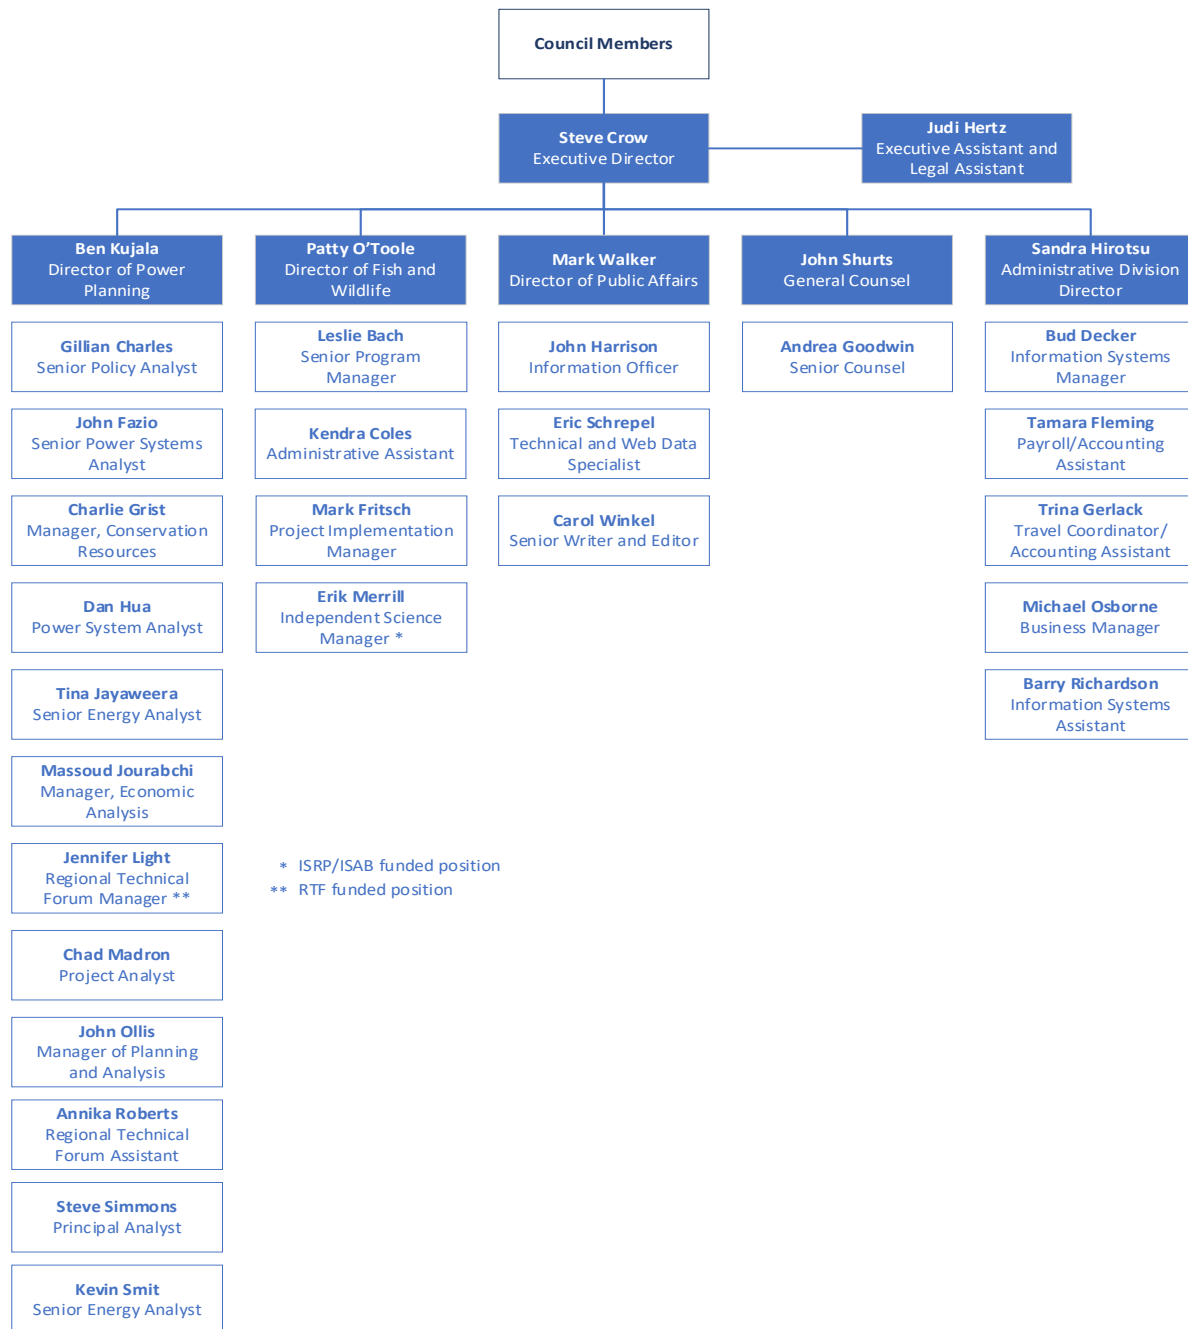 Council Members
Steve Crow
Executive Director
Judi Hertz
Executive Assistant and
Legal Assistant
Ben Kujala
Director of Power
Planning
Gillian Charles
Senior Policy Analyst
John Fazio
Senior Power Systems
Analyst
Charlie Grist
Manager, Conservation
Resources
Dan Hua
Power System Analyst
Tina Jayaweera
Senior Energy Analyst
Massoud Jourabchi
Manager, Economic
Analysis
Jennifer Light
Regional Technical
Forum Manager **
Chad Madron
Project Analyst
John Ollis
Manager of Planning
and Analysis
Annika Roberts
Regional Technical
Forum Assistant
Steve Simmons
Principal Analyst
Kevin Smit
Senior Energy Analyst
Patty O’Toole
Director of Fish and
Wildlife
Leslie Bach
Senior Program
Manager
Kendra Coles
Administrative Assistant
Mark Fritsch
Project Implementation
Manager
Erik Merrill
Independent Science
Manager *
Mark Walker
Director of Public Affairs
John Harrison
Information Officer
Eric Schrepel
Technical and Web Data
Specialist
Carol Winkel
Senior Writer and Editor
John Shurts
General Counsel
Andrea Goodwin
Senior Counsel
Sandra Hirotsu
Administrative Division
Director
Bud Decker
Information Systems
Manager
Tamara Fleming
Payroll/Accounting
Assistant
Trina Gerlack
Travel Coordinator/
Accounting Assistant
Michael Osborne
Business Manager
Barry Richardson
Information Systems
Assistant
* ISRP/ISAB funded position
** RTF funded position